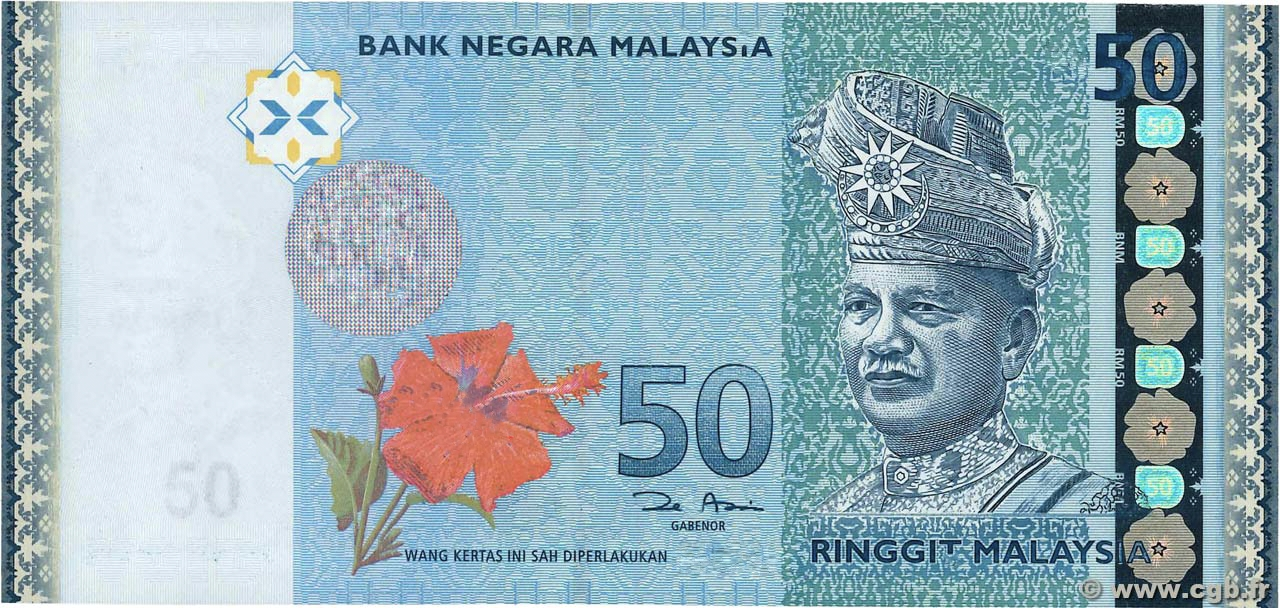 BANK NEGARA MALAYSIA
50
RM50
50
BNM
50
RM50
50
50
50
50
GABENOR
WANG KERTAS INI SAH DIPERLAKUKAN
RINGGIT MALAYSIA
© www.cgb.fr